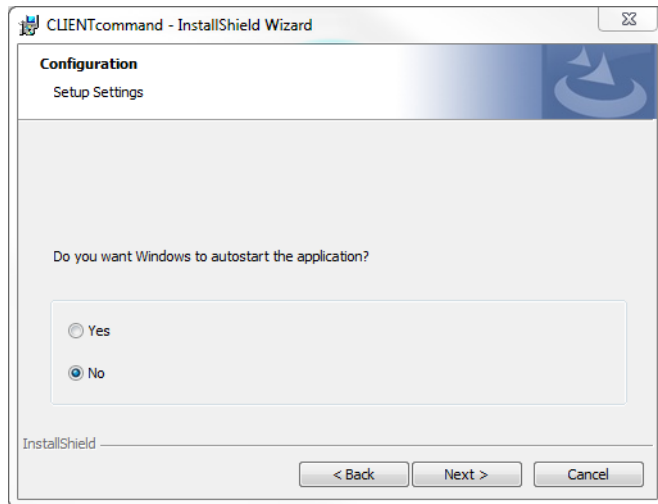 CLIENTcommand - InstallShield Wizard
Configuration
Setup Settings
Do you want Windows to autostart the application?
Yes
No
InstallShield
< Back Next > Cancel